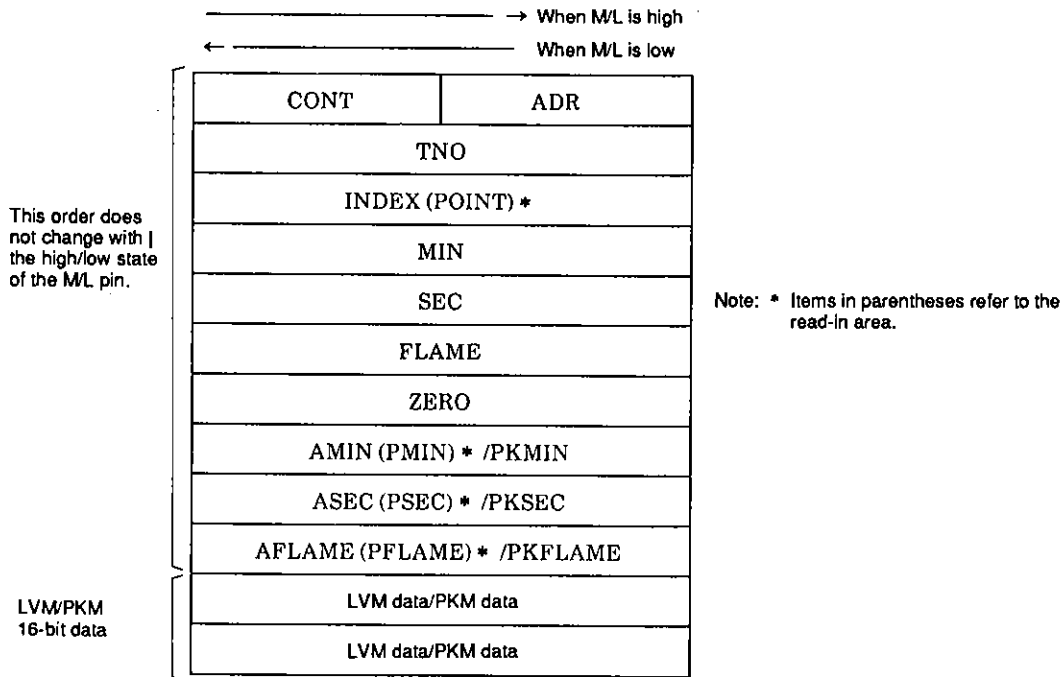 When M/L is high
When M/L is low
CONT ADR
TNO
INDEX (POINT) *
MIN
SEC
FLAME
ZERO
AMIN (PMIN) * /PKMIN
ASEC (PSEC) * /PKSEC
AFLAME (PFLAME) * /PKFLAME
LVM data/PKM data
LVM data/PKM data
This order does
not change with |
the high/low state
of the M/L pin.
LVM/PKM
16-bit data
Note: * Items in parentheses refer to the
read-in area.